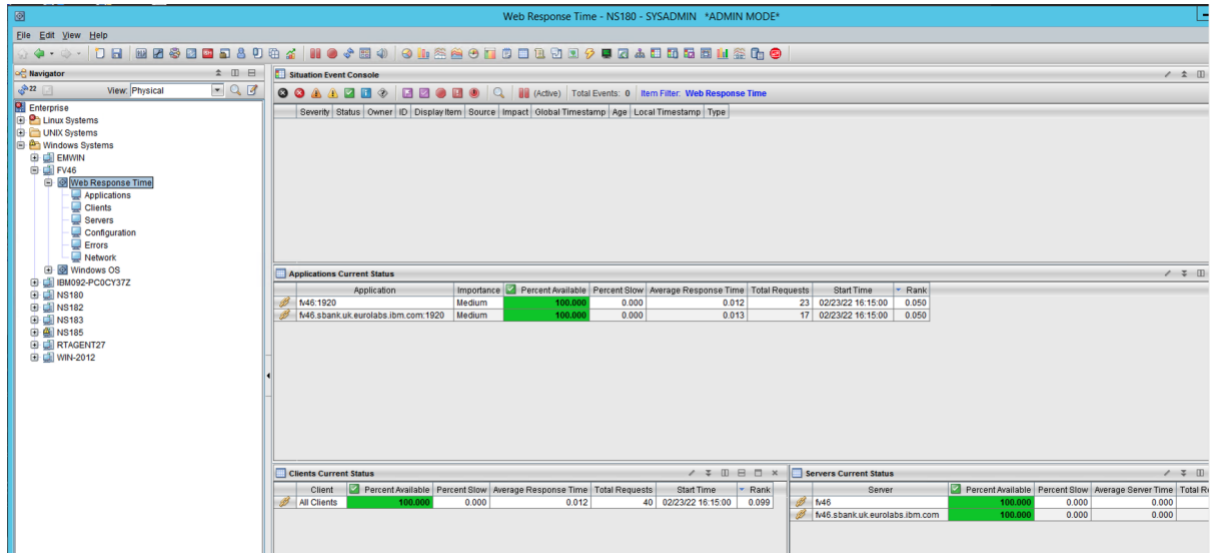 Web Response Time - NS180 - SYSADMIN *ADMIN MODE*
File Edit View Help
Navigator
22 View: Physical
Enterprise
Linux Systems
UNIX Systems
Windows Systems
EMWIN
FV46
Web Response Time
Applications
Clients
Servers
Configuration
Errors
Network
Windows OS
IBM092-PC0CY37Z
NS180
NS182
NS183
NS185
RTAGENT27
WIN-2012
Situation Event Console
(Active) Total Events: 0 Item Filter: Web Response Time
Severity Status Owner ID Display Item Source Impact Global Timestamp Age Local Timestamp Type
Applications Current Status
Application Importance Percent Available Percent Slow Average Response Time Total Requests Start Time Rank
fv46:1920 Medium 100.000 0.000 0.012 23 02/23/22 16:15:00 0.050
fv46.sbank.uk.eurolabs.ibm.com:1920 Medium 100.000 0.000 0.013 17 02/23/22 16:15:00 0.050
Clients Current Status
Client Percent Available Percent Slow Average Response Time Total Requests Start Time Rank
All Clients 100.000 0.000 0.012 40 02/23/22 16:15:00 0.099
Servers Current Status
Server Percent Available Percent Slow Average Server Time Total R
fv46 100.000 0.000 0.000
fv46.sbank.uk.eurolabs.ibm.com 100.000 0.000 0.000